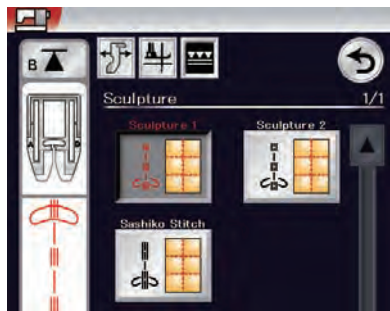 B
A D
Sculpture 1/1
Sculpture 1 Sculpture 2
Sashiko Stitch